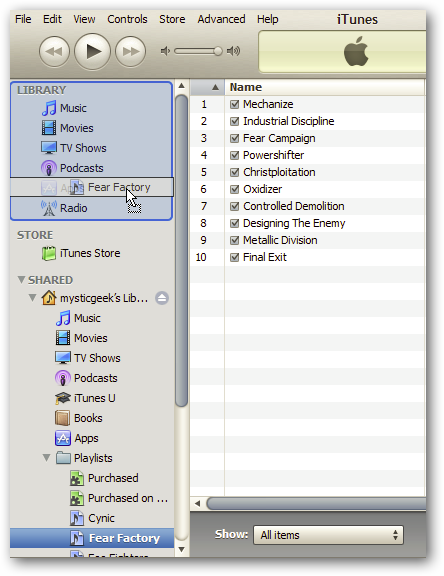 File Edit View Controls Store Advanced Help iTunes
LIBRARY
Music
Movies
TV Shows
Podcasts
Fear Factory
Radio
STORE
iTunes Store
SHARED
mysticgeek's Lib...
Music
Movies
TV Shows
Podcasts
iTunes U
Books
Apps
Playlists
Purchased
Purchased on ...
Cynic
Fear Factory
Foo Fighters
Name
1 Mechanize
2 Industrial Discipline
3 Fear Campaign
4 Powershifter
5 Christploitation
6 Oxidizer
7 Controlled Demolition
8 Designing The Enemy
9 Metallic Division
10 Final Exit
Show: All items